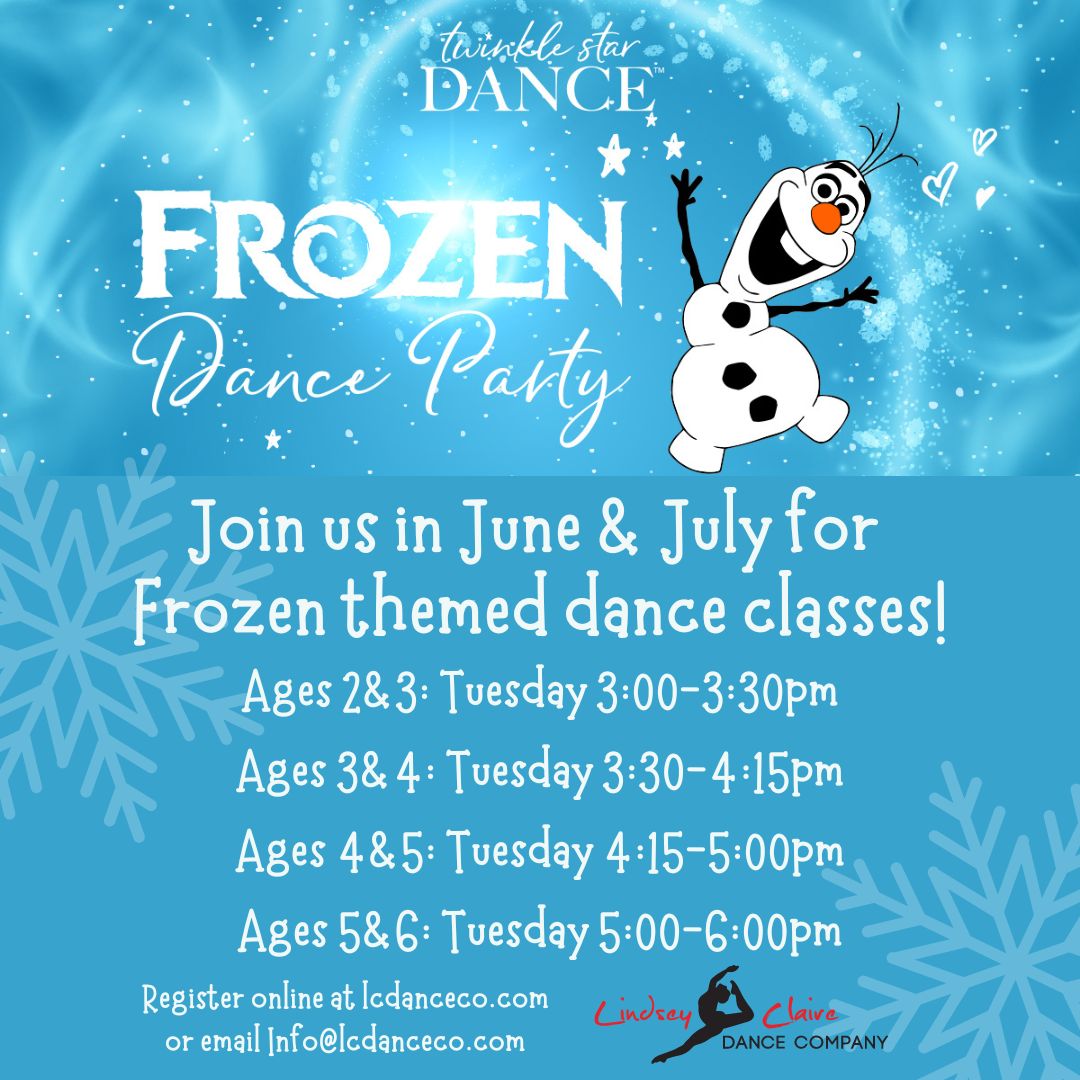 twinkle star
DANCE™
FROZEN
Dance Party
Join us in June & July for
Frozen themed dance classes!
Ages 2&3: Tuesday 3:00-3:30pm
Ages 3& 4: Tuesday 3:30-4:15pm
Ages 4&5: Tuesday 4:15-5:00pm
Ages 5&6: Tuesday 5:00-6:00pm
Register online at lcdanceco.com
or email Info@lcdanceco.com
Lindsey Claire
DANCE COMPANY